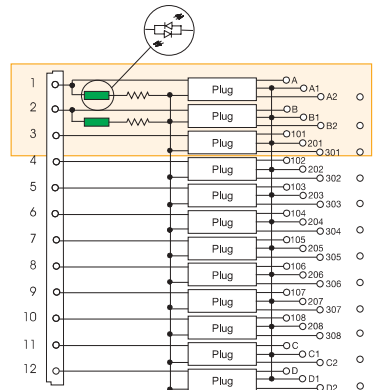 1 Plug A
A1
A2
2 Plug B
B1
B2
3 Plug 101
201
301
4 Plug 102
202
302
5 Plug 103
203
303
6 Plug 104
204
304
7 Plug 105
205
305
8 Plug 106
206
306
9 Plug 107
207
307
10 Plug 108
208
308
11 Plug C
C1
C2
12 Plug D
D1
D2